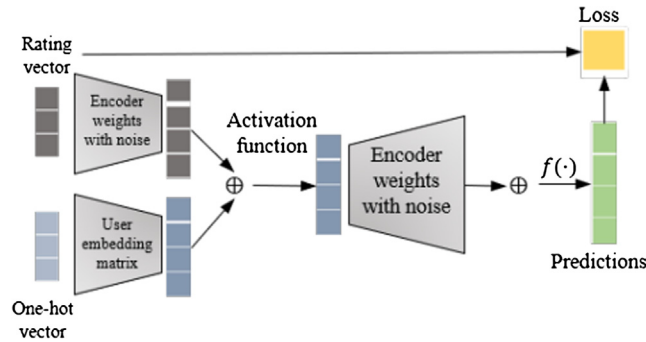 Loss
Rating
vector
Encoder
weights
with noise
Activation
function
⊕
Encoder
weights
with noise
⊕
f(·)
User
embedding
matrix
Predictions
One-hot
vector